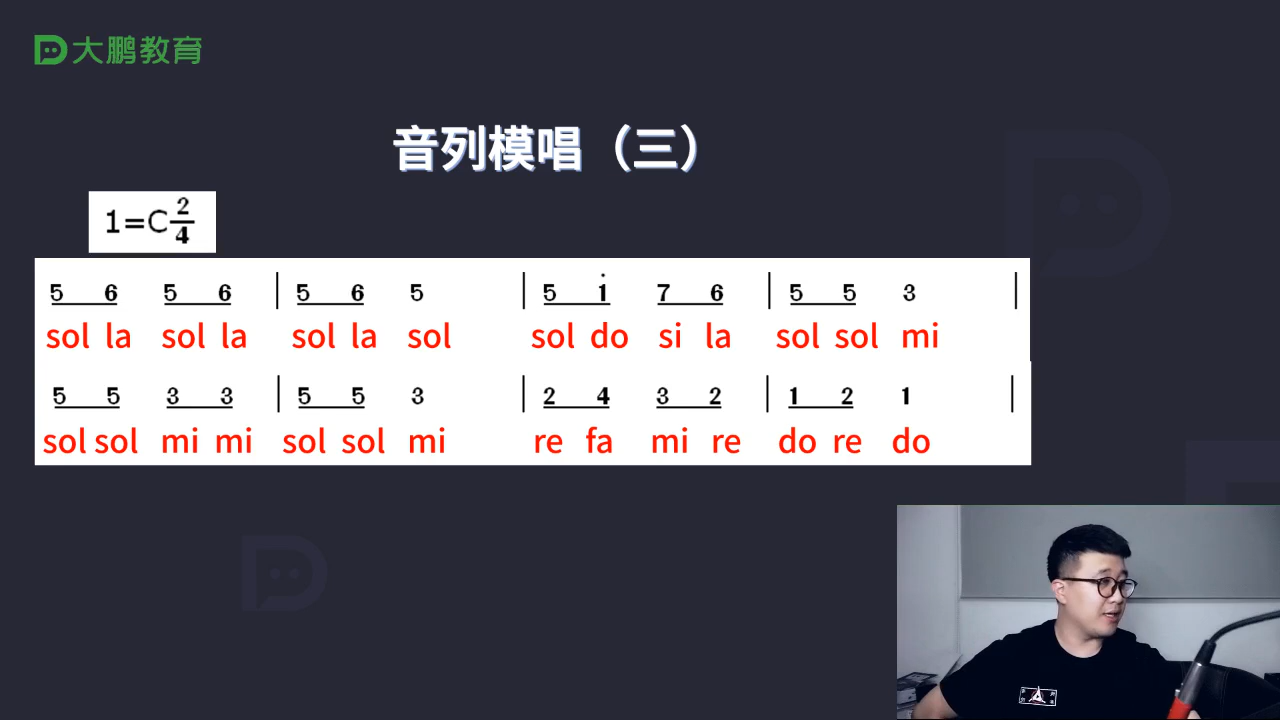 大鹏教育
音列模唱（三）
1=C 2/4
5 6 5 6 | 5 6 5 | 5 i 7 6 | 5 5 3 |
sol la sol la sol la sol sol do si la sol sol mi
5 5 3 3 | 5 5 3 | 2 4 3 2 | 1 2 1 |
sol sol mi mi sol sol mi re fa mi re do re do